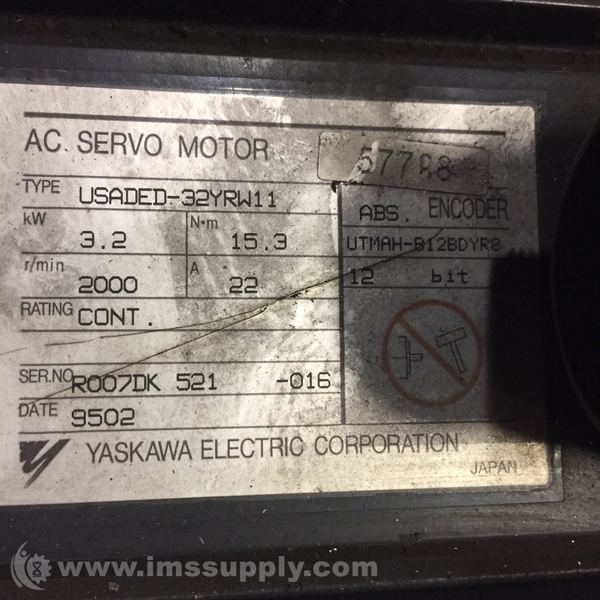 AC. SERVO MOTOR
57788
TYPE USADED-32YRW11
kW 3.2 N·m 15.3
r/min 2000 A 22
RATING CONT.
SER.NO R007DK 521 -016
DATE 9502
ABS. ENCODER
UTMAH-B12BDYR8
12 bit
YASKAWA ELECTRIC CORPORATION
JAPAN
www.imssupply.com